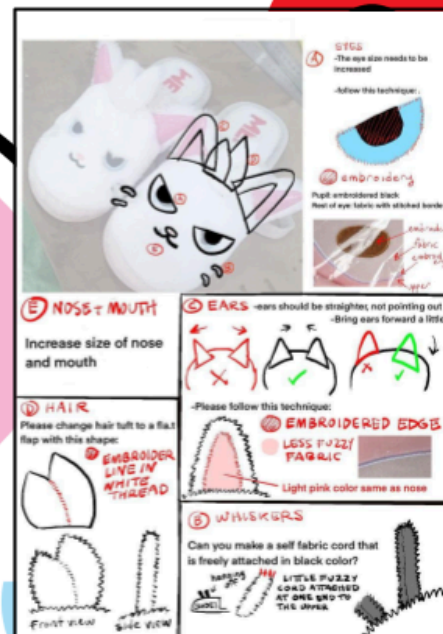 ME
ME
A EYES
-The eye size needs to be
increased
-follow this technique:.
embroidery
Pupil: embroidered black
Rest of eye: fabric with stitched border
fabric
upper
E NOSE + MOUTH
Increase size of nose
and mouth
C EARS -ears should be straighter, not pointing out
-Bring ears forward a little
-Please follow this technique:
EMBROIDERED EDGE
LESS FUZZY
FABRIC
Light pink color same as nose
D HAIR
Please change hair tuft to a fla.t
flap with this shape:
EMBROIDER
LINE IN
WHITE
THREAD
FRONT VIEW
SIDE VIEW
B WHISKERS
Can you make a self fabric cord that
is freely attached in black color?
LITTLE FUZZY
CORD ATTACHED
AT ONE END TO
THE UPPER